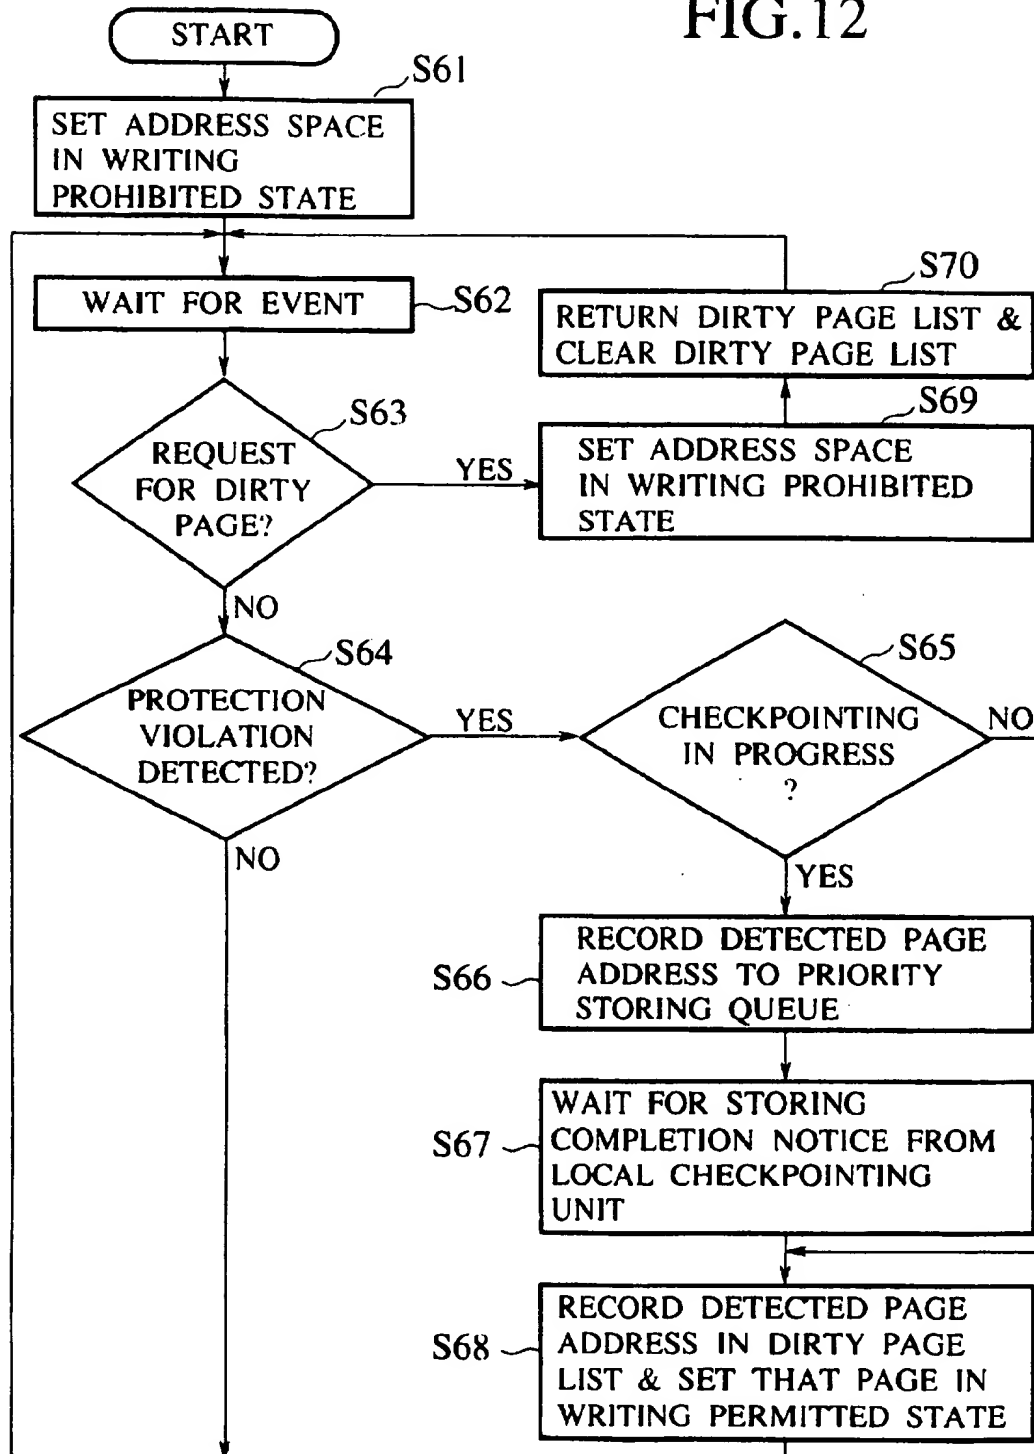 FIG.12
START
S61
SET ADDRESS SPACE
IN WRITING
PROHIBITED STATE
WAIT FOR EVENT
S62
S70
RETURN DIRTY PAGE LIST &
CLEAR DIRTY PAGE LIST
S63
REQUEST
FOR DIRTY
PAGE?
YES
NO
S69
SET ADDRESS SPACE
IN WRITING PROHIBITED
STATE
S64
PROTECTION
VIOLATION
DETECTED?
YES
NO
S65
CHECKPOINTING
IN PROGRESS
?
NO
YES
S66
RECORD DETECTED PAGE
ADDRESS TO PRIORITY
STORING QUEUE
S67
WAIT FOR STORING
COMPLETION NOTICE FROM
LOCAL CHECKPOINTING
UNIT
S68
RECORD DETECTED PAGE
ADDRESS IN DIRTY PAGE
LIST & SET THAT PAGE IN
WRITING PERMITTED STATE